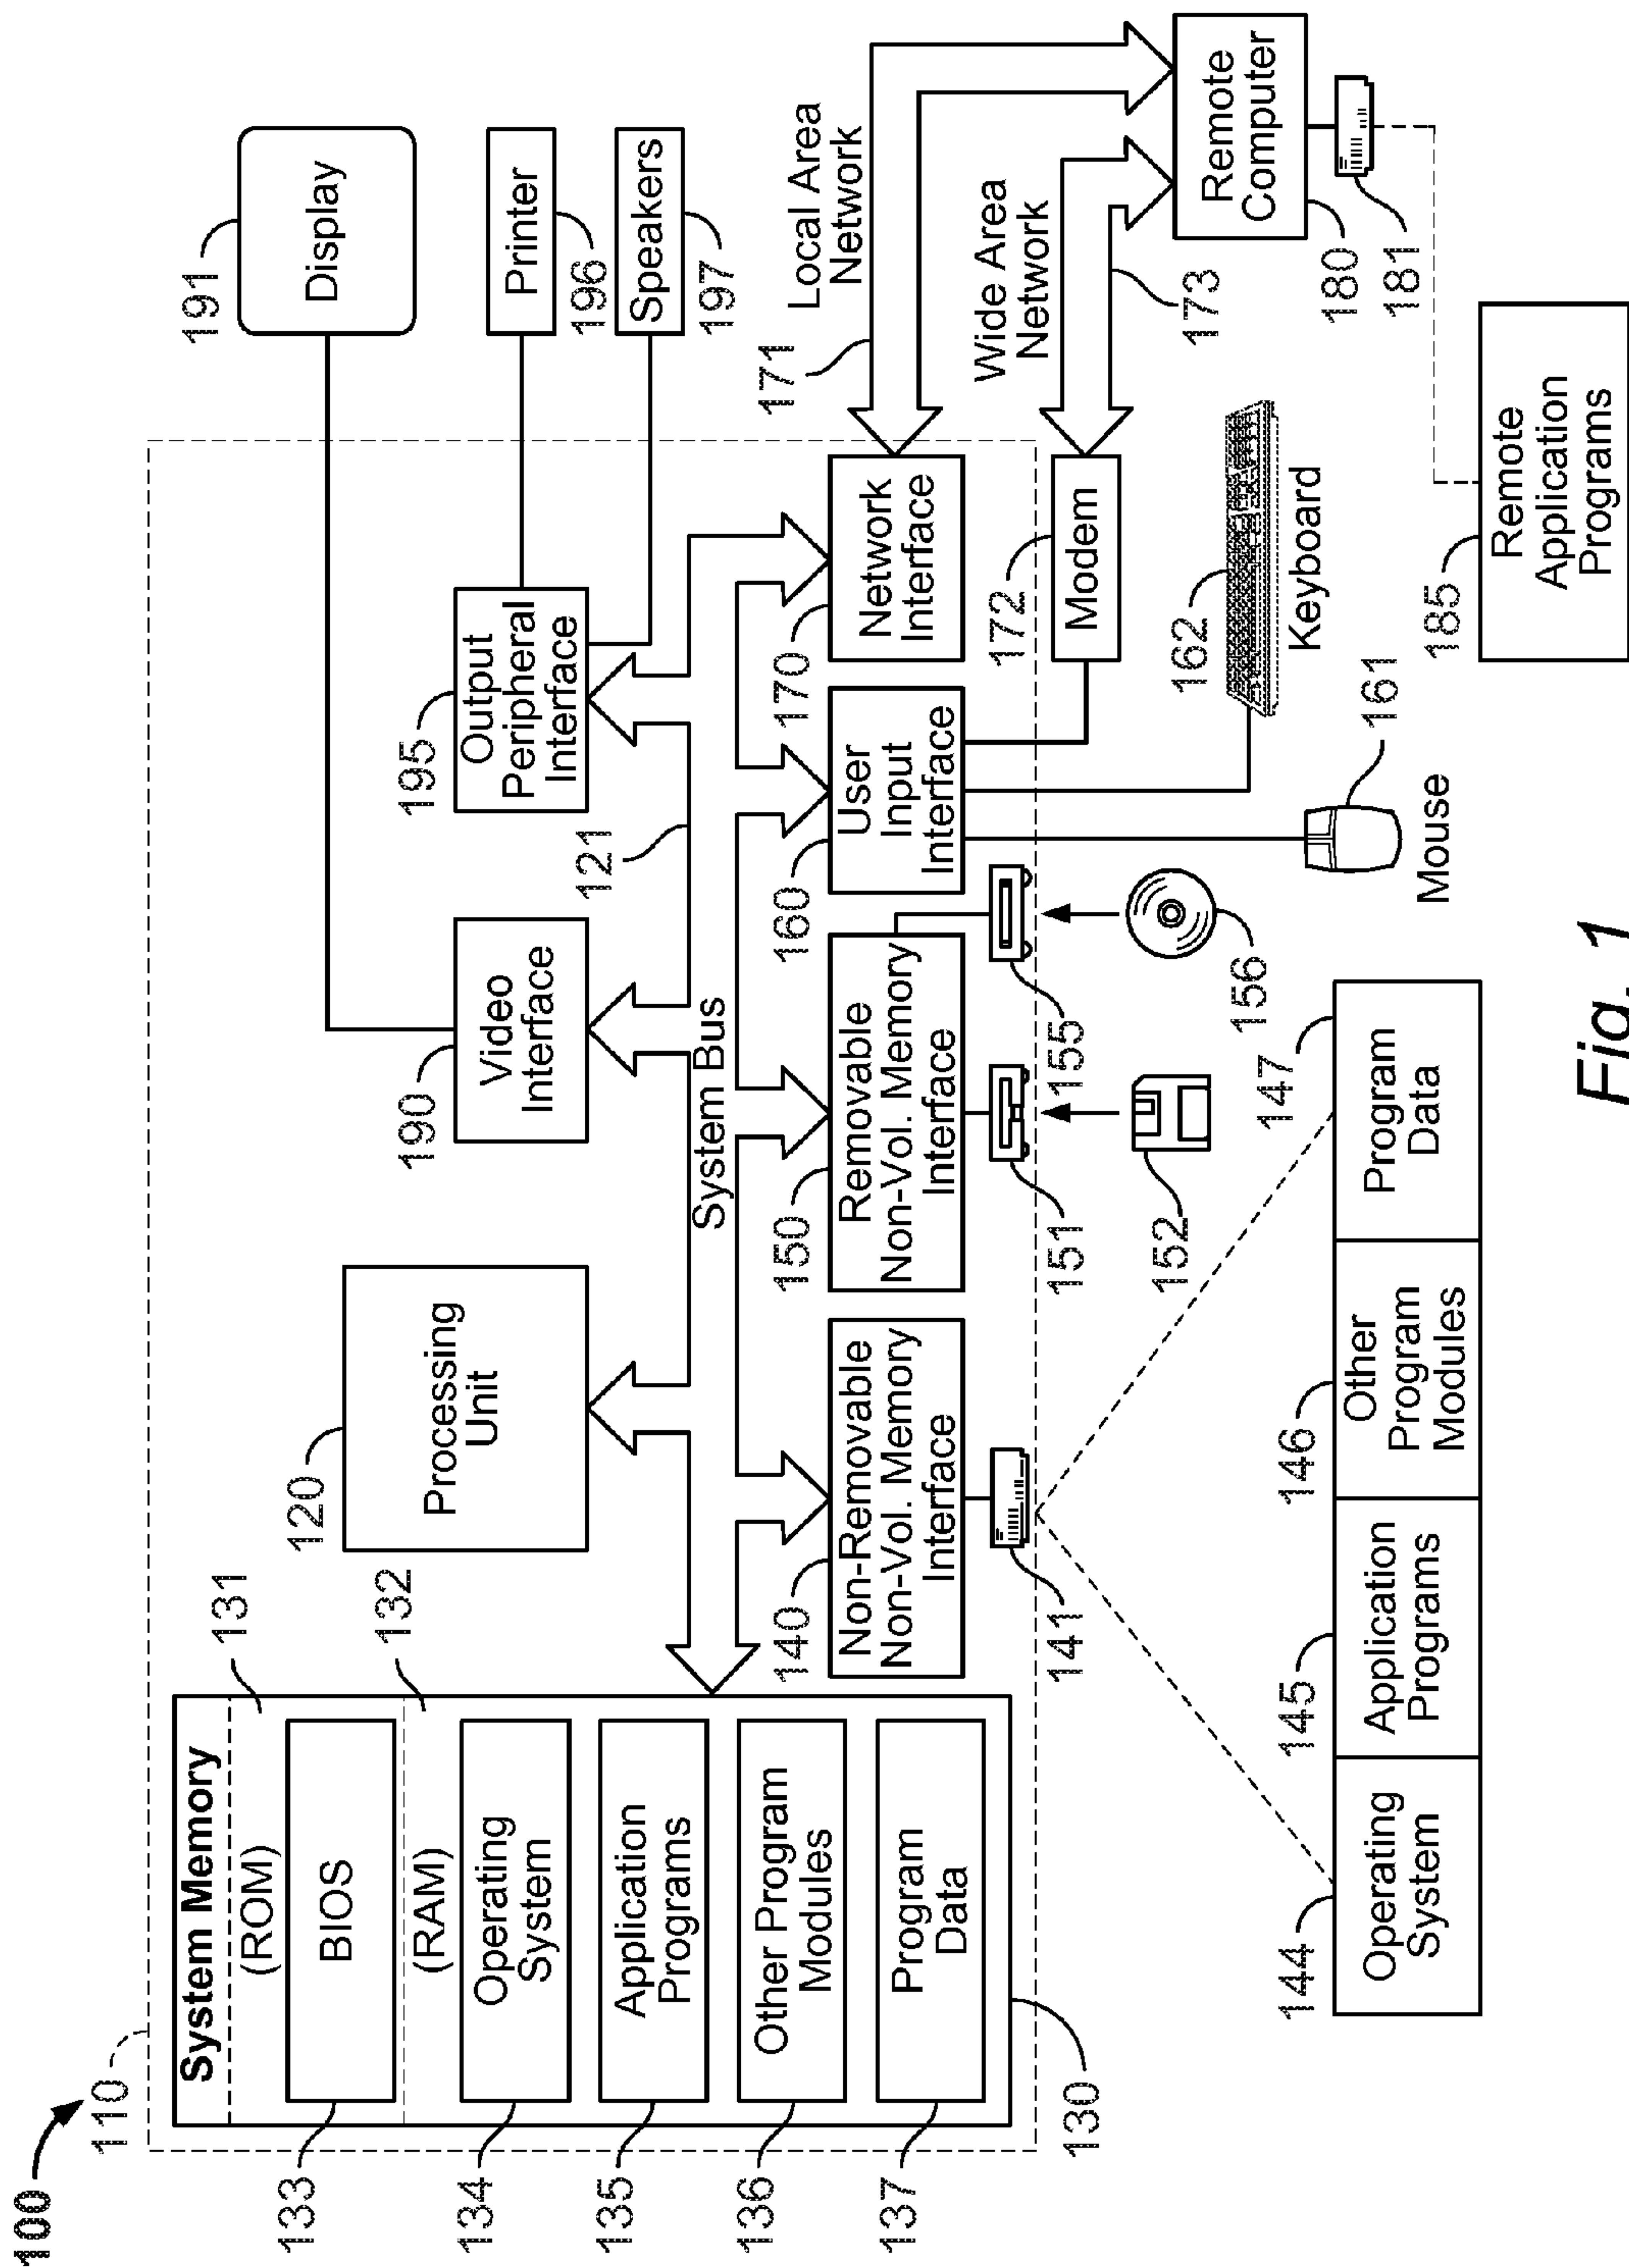 100
110
System Memory
(ROM)
131
133
BIOS
(RAM)
132
134
Operating
System
135
Application
Programs
136
Other Program
Modules
137
Program
Data
130
120
Processing
Unit
190
Video
Interface
195
Output
Peripheral
Interface
191
Display
Printer
196
Speakers
197
121
System Bus
140
Non-Removable
Non-Vol. Memory
Interface
150
Removable
Non-Vol. Memory
Interface
160
User
Input
Interface
170
Network
Interface
171
Local Area
Network
141
151
155
172
Modem
Wide Area
Network
173
152
156
162
Keyboard
161
Mouse
Remote
Computer
180
181
144
Operating
System
145
Application
Programs
146
Other
Program
Modules
147
Program
Data
185
Remote
Application
Programs
Fig. 1